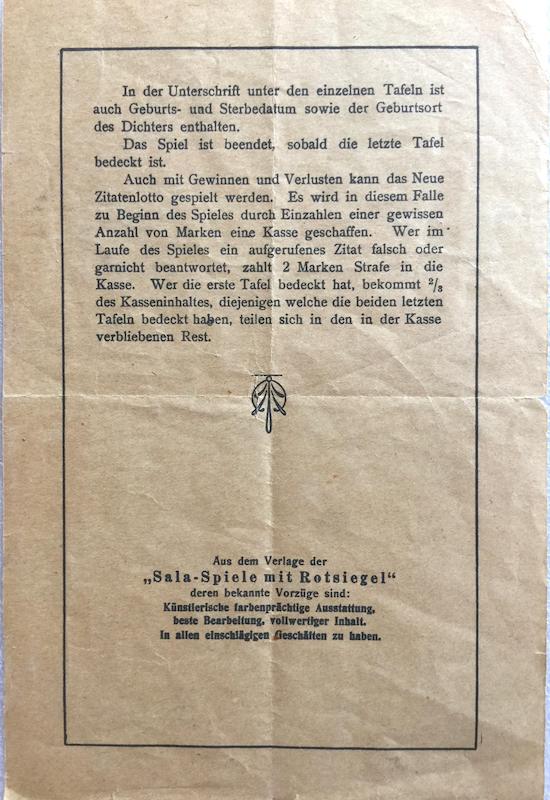 In der Unterschrift unter den einzelnen Tafeln ist
auch Geburts- und Sterbedatum sowie der Geburtsort
des Dichters enthalten.
Das Spiel ist beendet, sobald die letzte Tafel
bedeckt ist.
Auch mit Gewinnen und Verlusten kann das Neue
Zitatenlotto gespielt werden. Es wird in diesem Falle
zu Beginn des Spieles durch Einzahlen einer gewissen
Anzahl von Marken eine Kasse geschaffen. Wer im
Laufe des Spieles ein aufgerufenes Zitat falsch oder
garnicht beantwortet, zahlt 2 Marken Strafe in die
Kasse. Wer die erste Tafel bedeckt hat, bekommt 2/3
des Kasseninhaltes, diejenigen welche die beiden letzten
Tafeln bedeckt haben, teilen sich in den in der Kasse
verbliebenen Rest.
Aus dem Verlage der
„Sala-Spiele mit Rotsiegel“
deren bekannte Vorzüge sind:
Künstlerische farbenprächtige Ausstattung,
beste Bearbeitung, vollwertiger Inhalt.
In allen einschlägigen Geschäften zu haben.